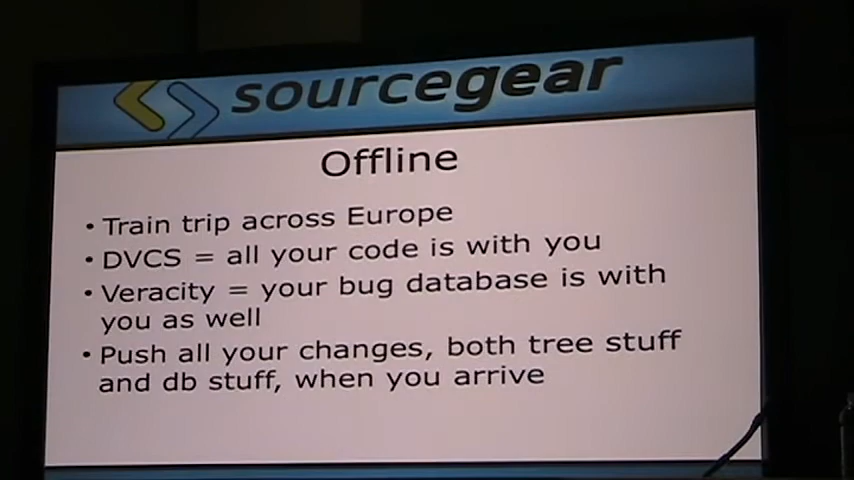 sourcegear
Offline
• Train trip across Europe
• DVCS = all your code is with you
• Veracity = your bug database is with
you as well
• Push all your changes, both tree stuff
and db stuff, when you arrive